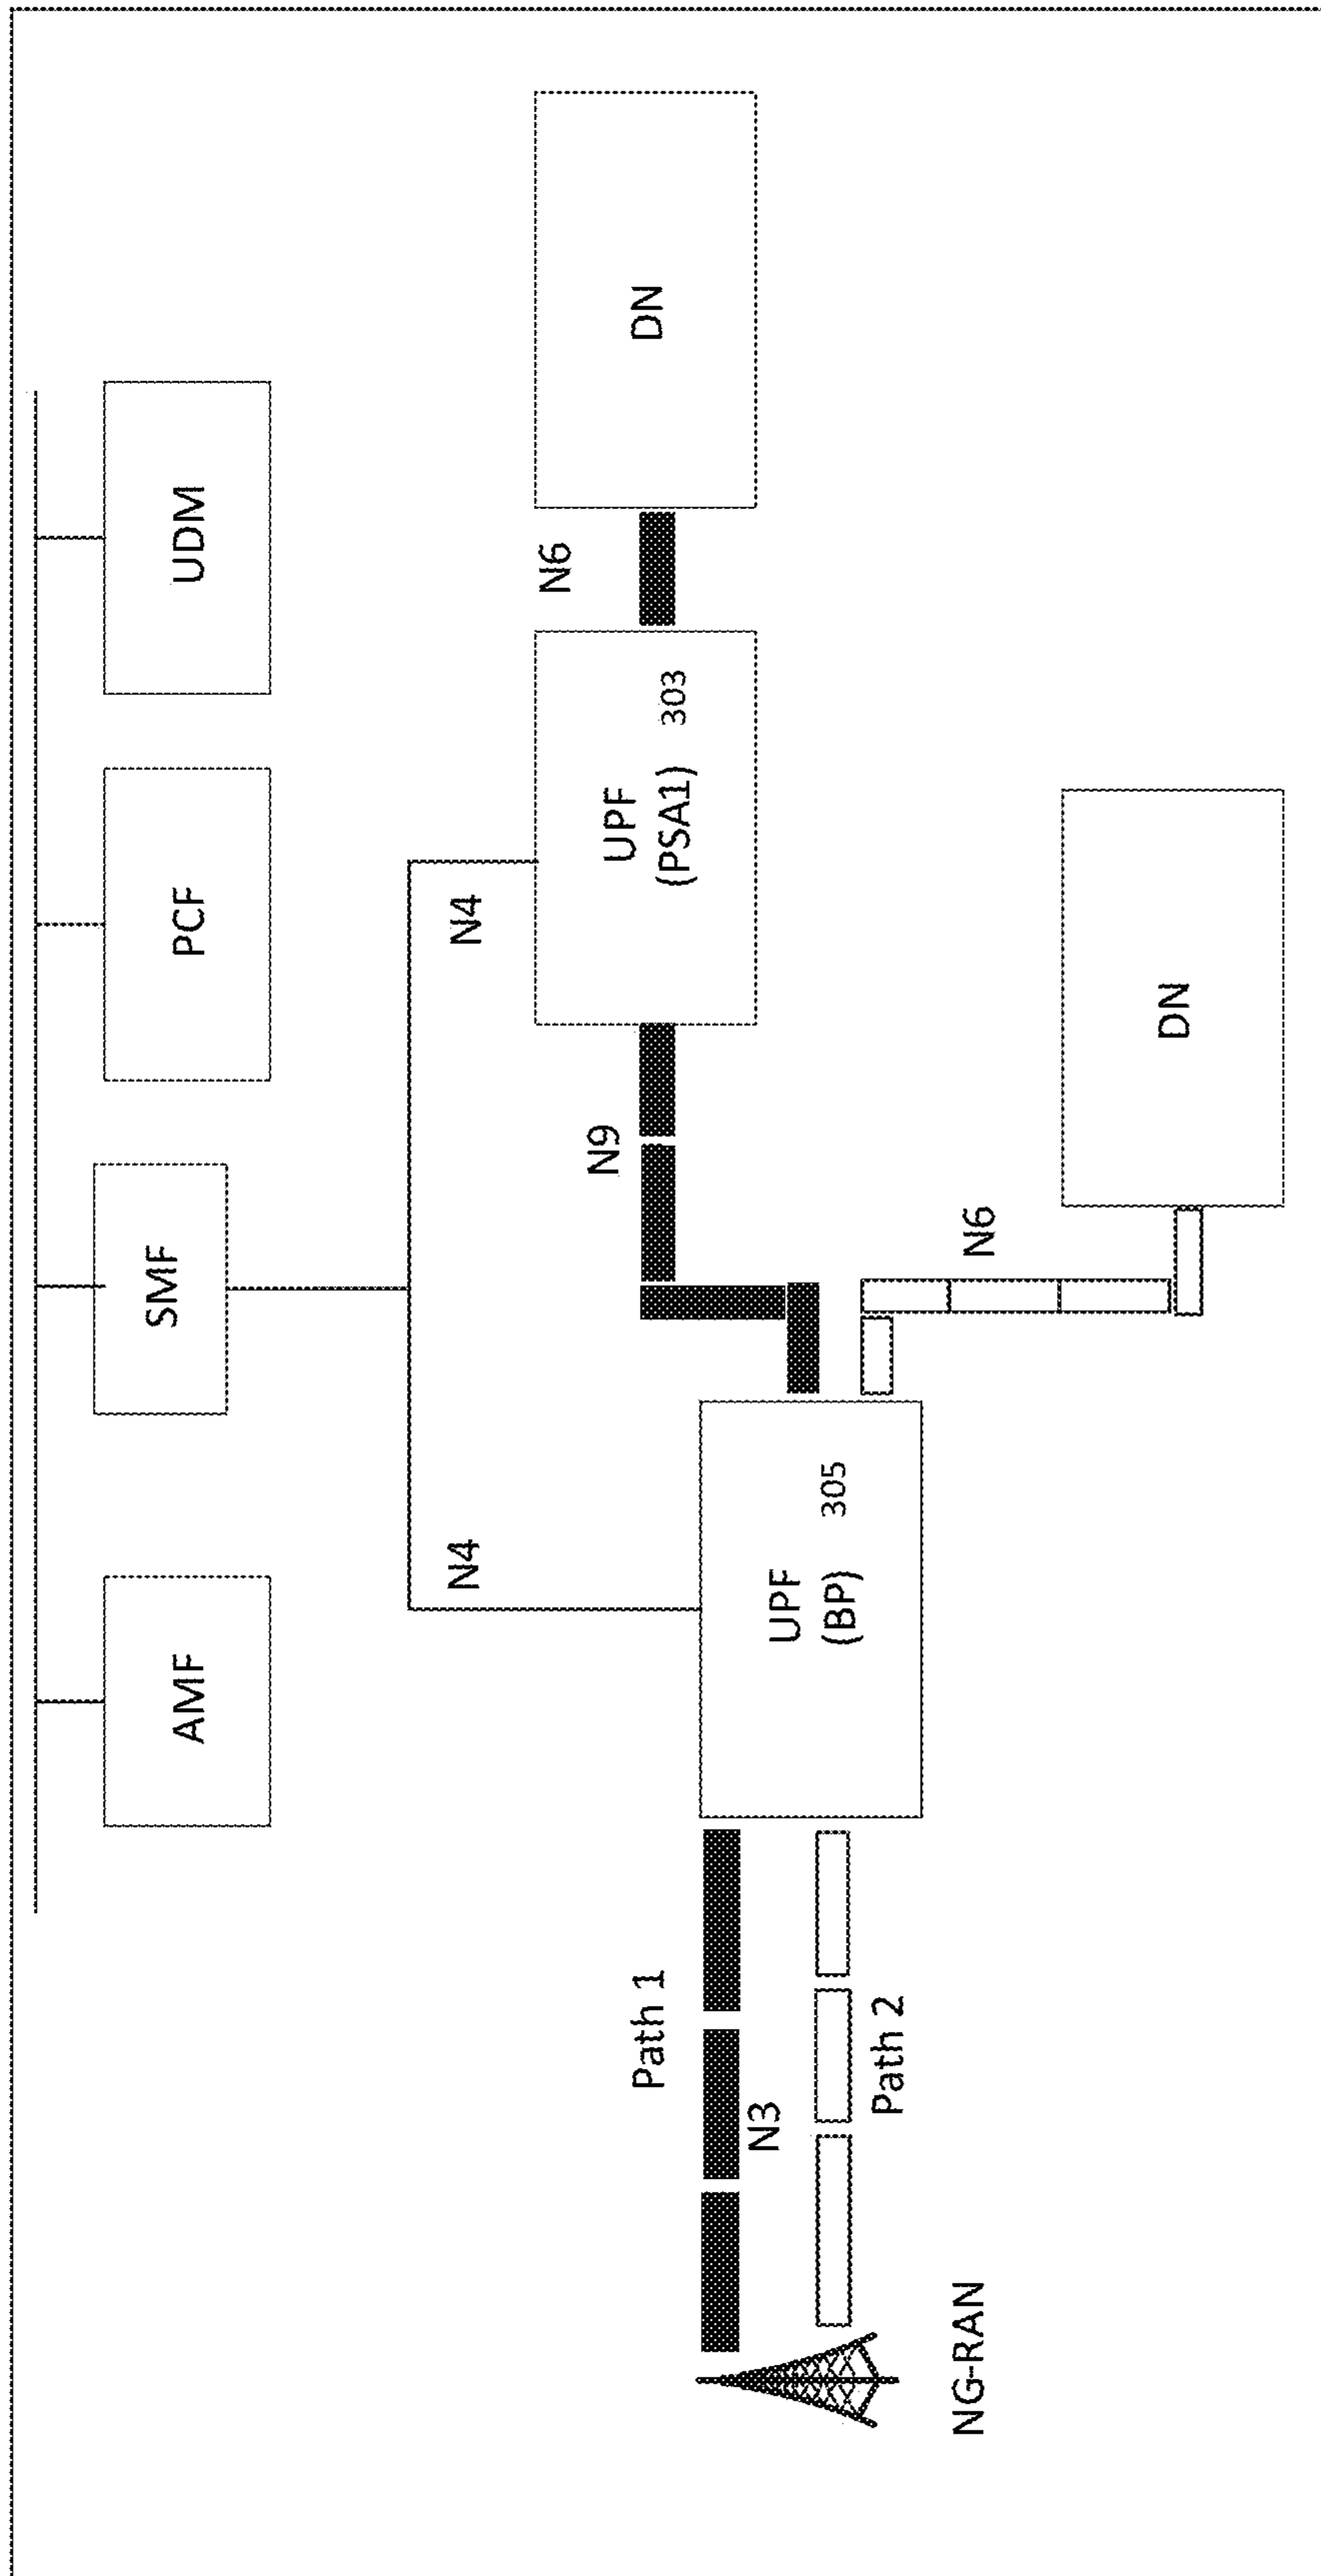 AMF
SMF
PCF
UDM
N4
N4
UPF
(PSA1) 303
N6
DN
N9
UPF
(BP) 305
Path 1
N3
Path 2
NG-RAN
N6
DN